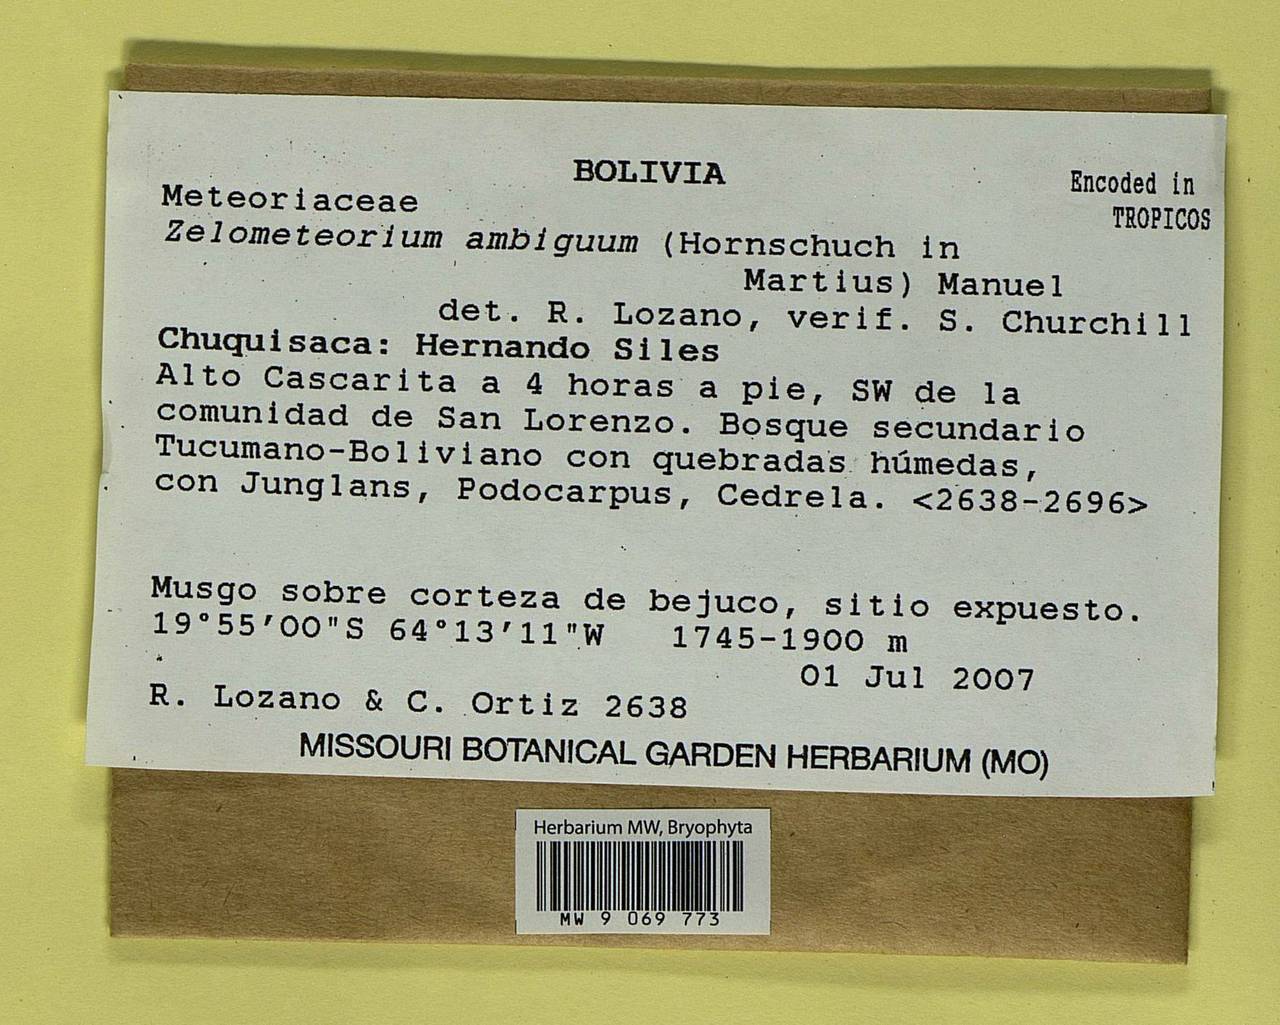 BOLIVIA
Encoded in
TROPICOS
Meteoriaceae
Zelometeorium ambiguum (Hornschuch in
Martius) Manuel
det. R. Lozano, verif. S. Churchill
Chuquisaca: Hernando Siles
Alto Cascarita a 4 horas a pie, SW de la
comunidad de San Lorenzo. Bosque secundario
Tucumano-Boliviano con quebradas húmedas,
con Junglans, Podocarpus, Cedrela. <2638-2696>
Musgo sobre corteza de bejuco, sitio expuesto.
19°55'00"S 64°13'11"W 1745-1900 m
01 Jul 2007
R. Lozano & C. Ortiz 2638
MISSOURI BOTANICAL GARDEN HERBARIUM (MO)
Herbarium MW, Bryophyta
MW 9 069 773